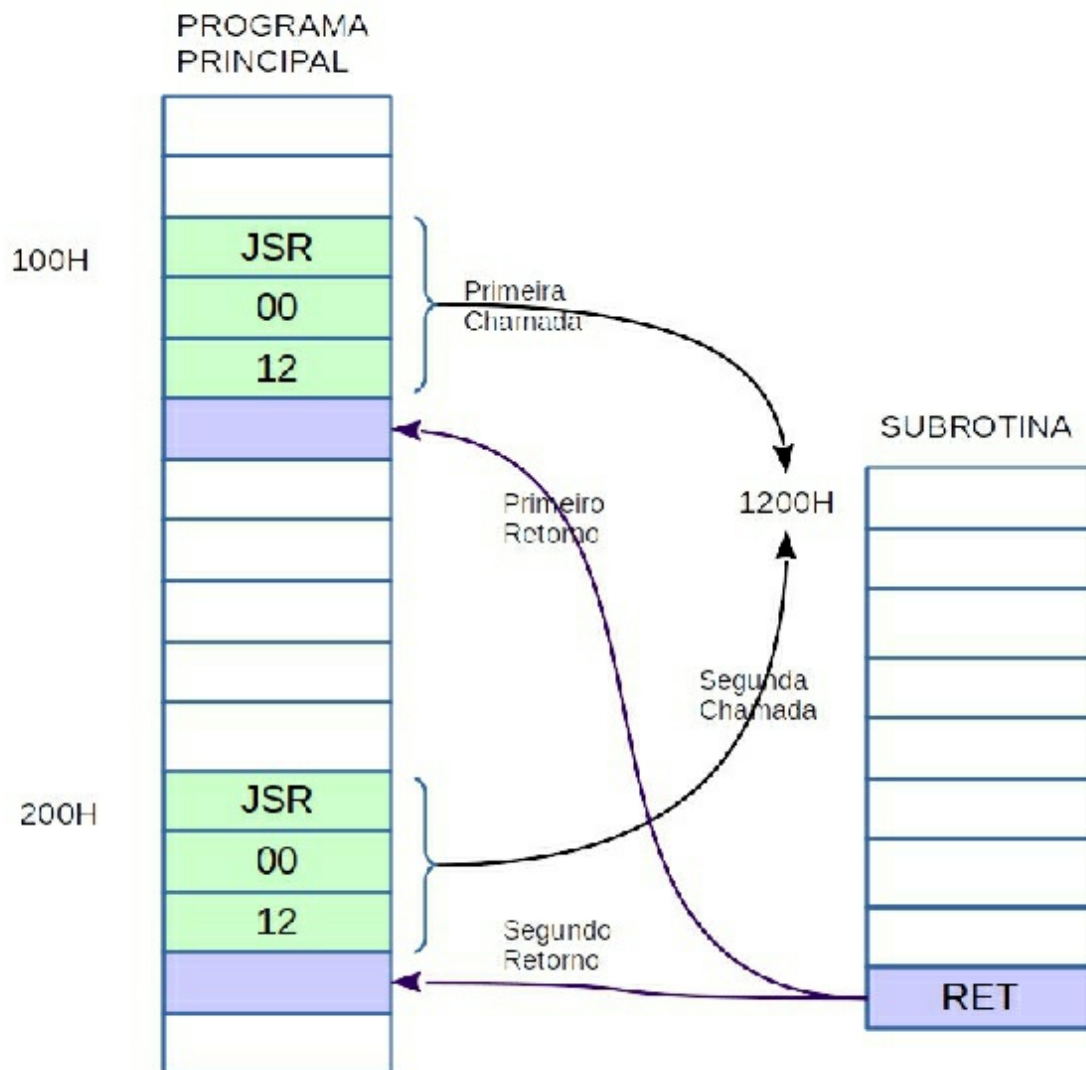 PROGRAMA
PRINCIPAL
100H
JSR
00
12
Primeira
Chamada
SUBROTINA
1200H
Primeiro
Retorno
Segunda
Chamada
200H
JSR
00
12
Segundo
Retorno
RET